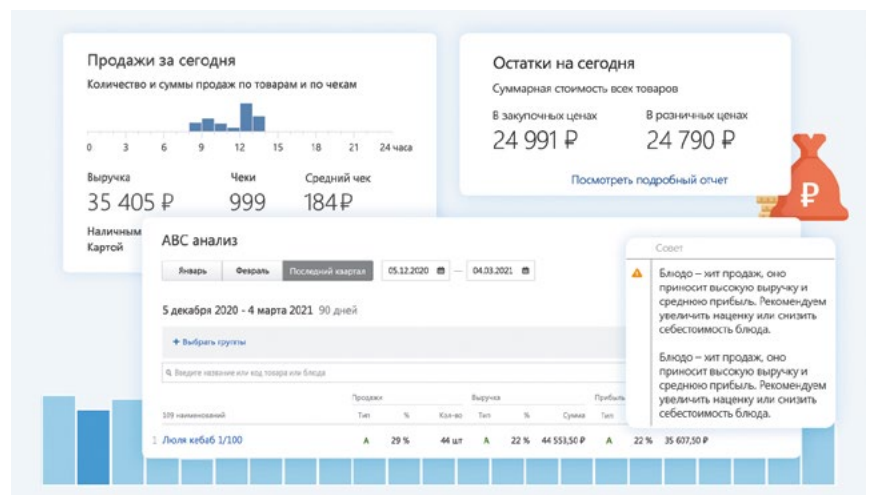 Продажи за сегодня
Количество и суммы продаж по товарам и по чекам
0 3 6 9 12 15 18 21 24 часа
Выручка Чеки Средний чек
35 405 ₽ 999 184₽
Наличным
Картой
Остатки на сегодня
Суммарная стоимость всех товаров
В закупочных ценах В розничных ценах
24 991 ₽ 24 790 ₽
Посмотреть подробный отчет
₽
АВС анализ
Январь Февраль Последний квартал 05.12.2020 — 04.03.2021
5 декабря 2020 - 4 марта 2021 90 дней
+ Выбрать группы
Введите название или код товара или блюда
Продажи Выручка Прибыль
109 наименований Тип % Кол-во Тип % Сумма Тип
1 Люля кебаб 1/100 А 29 % 44 шт А 22 % 44 553,50 ₽ А 22 % 35 607,50 ₽
Совет
Блюдо – хит продаж, оно
приносит высокую выручку и
среднюю прибыль. Рекомендуем
увеличить наценку или снизить
себестоимость блюда.
Блюдо – хит продаж, оно
приносит высокую выручку и
среднюю прибыль. Рекомендуем
увеличить наценку или снизить
себестоимость блюда.